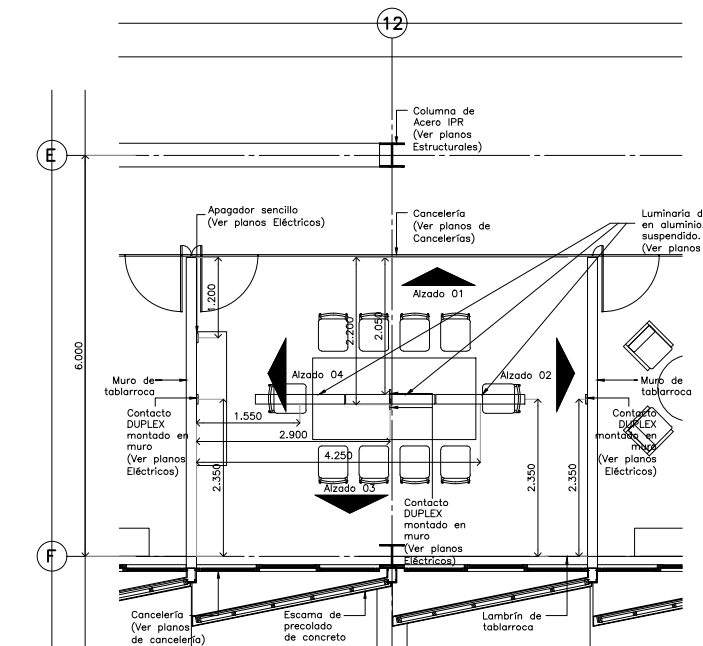 12
Columna de
Acero IPR
(Ver planos
Estructurales)
E
Apagador sencillo
(Ver planos Eléctricos)
Cancelería
(Ver planos de
Cancelerías)
Luminaria
en aluminio
suspendido.
(Ver planos
1.200
2.200
2.050
Alzado 01
6.000
Alzado 04
Alzado 02
Muro de
tablarroca
Muro de
tablarroca
Contacto
DUPLEX
montado en
muro
(Ver planos
Eléctricos)
1.550
2.900
4.250
2.350
Contacto
DUPLEX
montado en
muro
(Ver planos
Eléctricos)
2.350
2.350
Alzado 03
Contacto
DUPLEX
montado en
muro
(Ver planos
Eléctricos)
F
Cancelería
(Ver planos
de cancelería)
Escama de
precolado
de concreto
Lambrín de
tablarroca